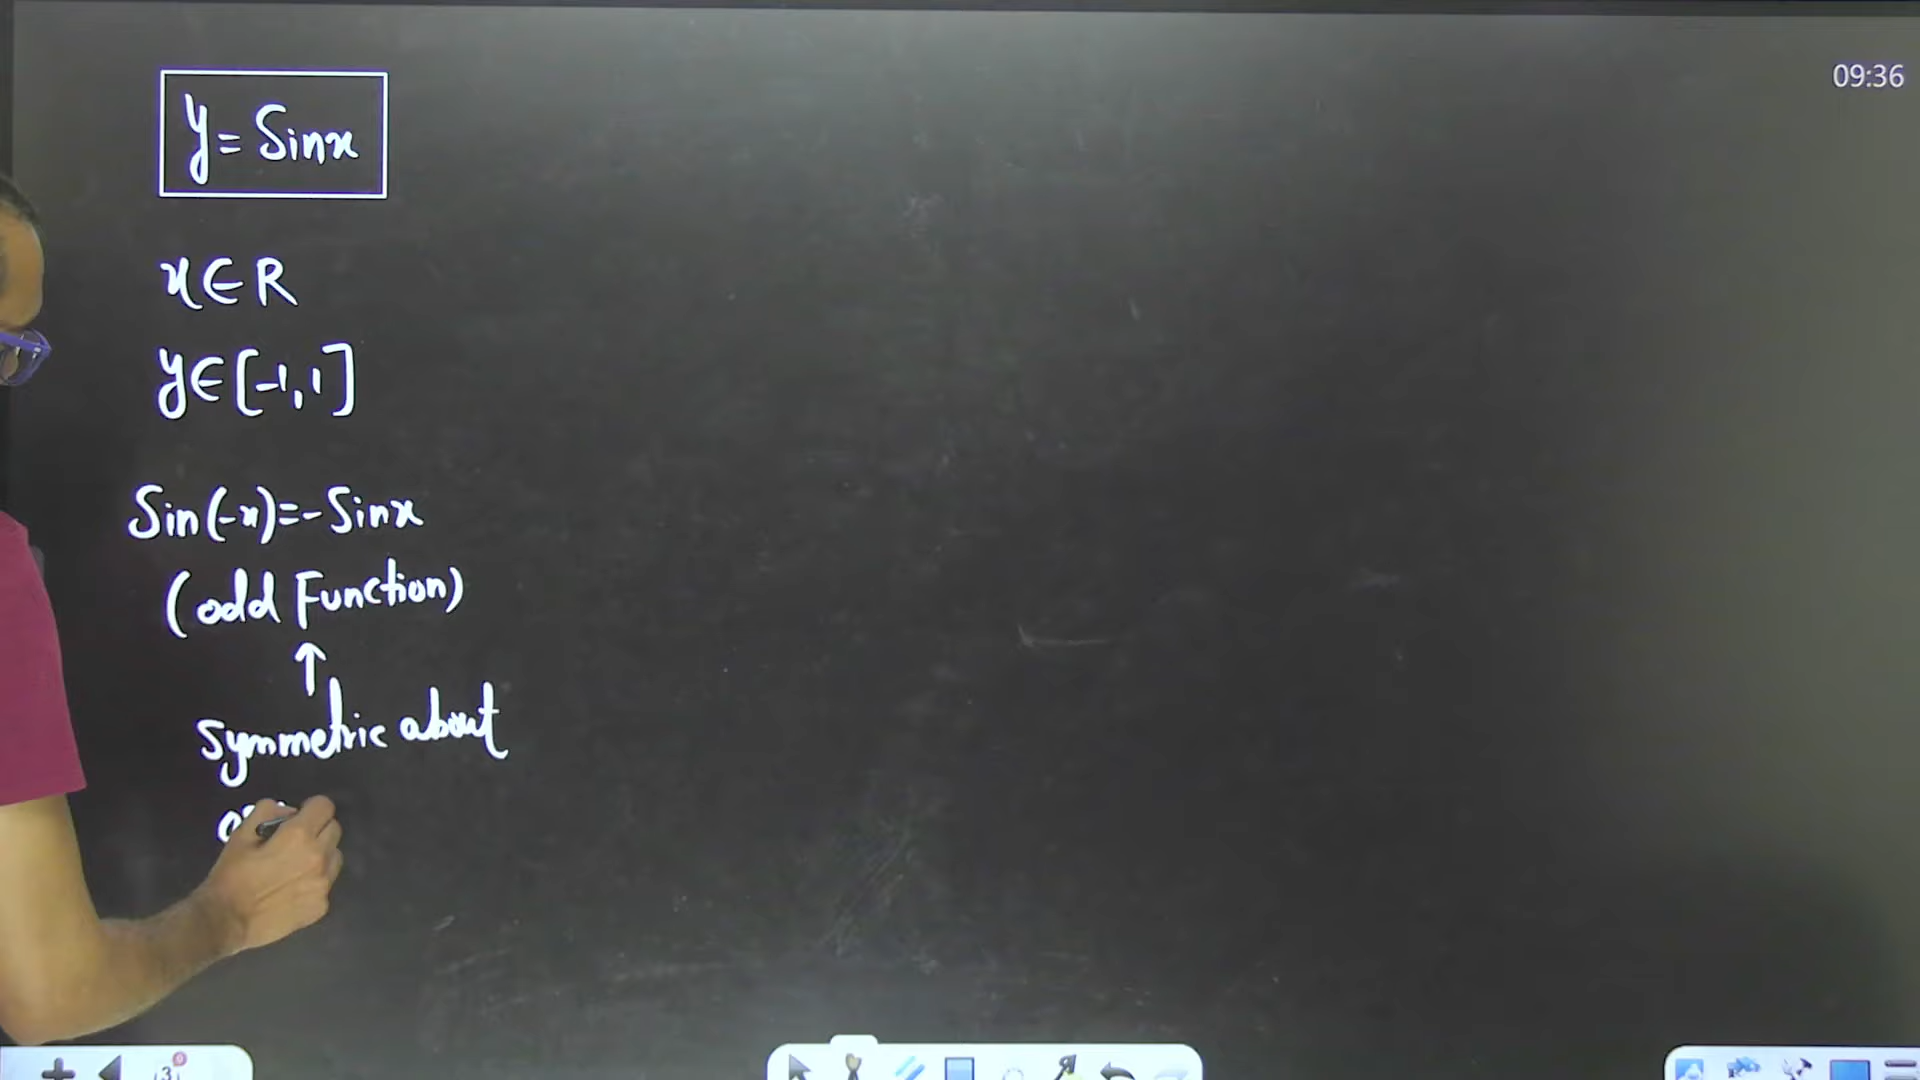 09:36
y = Sinx
x ∈ R
y ∈ [-1, 1]
Sin(-x) = - Sinx
(odd Function)
↑
Symmetric about